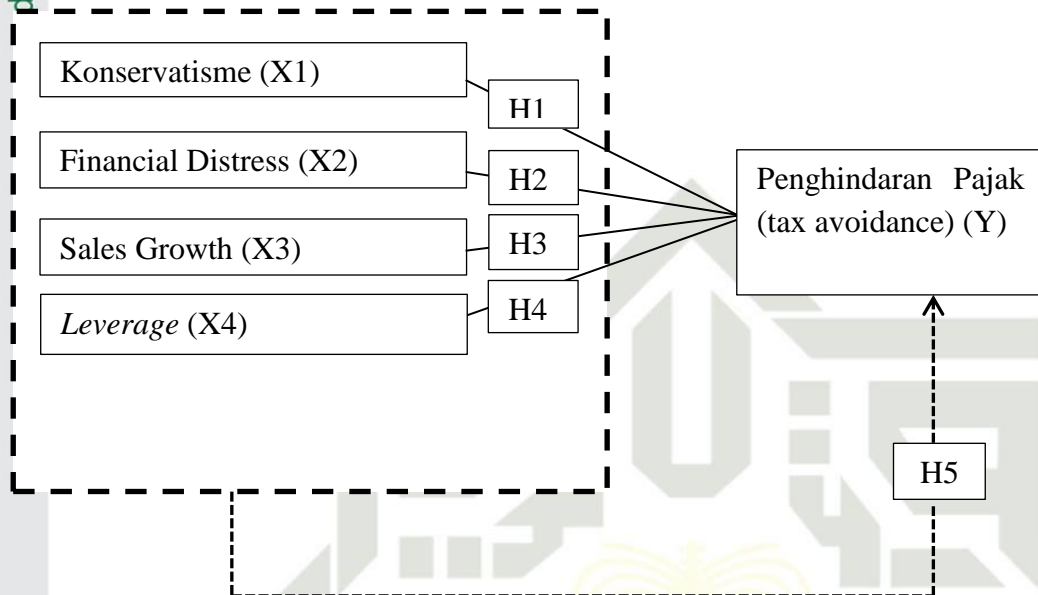 Konservatisme (X1)
H1
Financial Distress (X2)
H2
Sales Growth (X3)
H3
Leverage (X4)
H4
Penghindaran Pajak
(tax avoidance) (Y)
H5